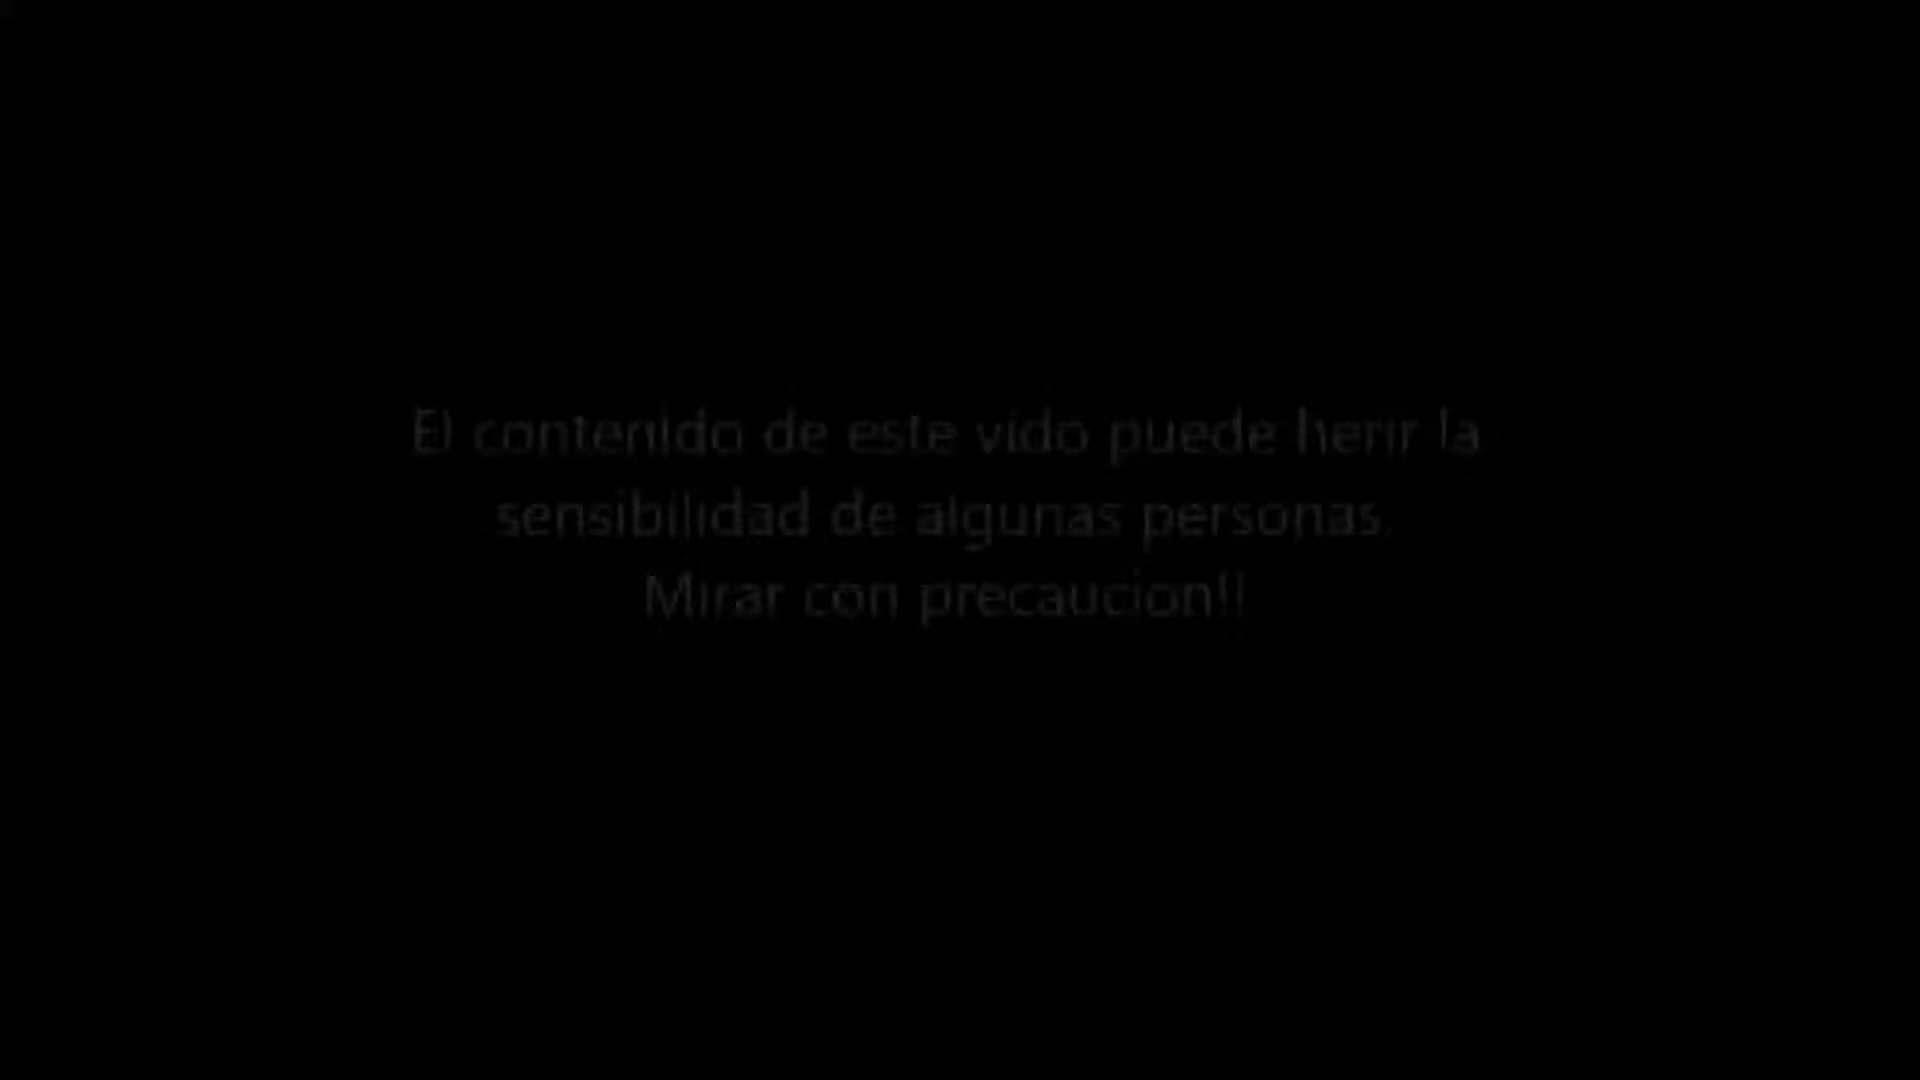 El contenido de este vido puede herir la
sensibilidad de algunas personas.
Mirar con precaucion!!